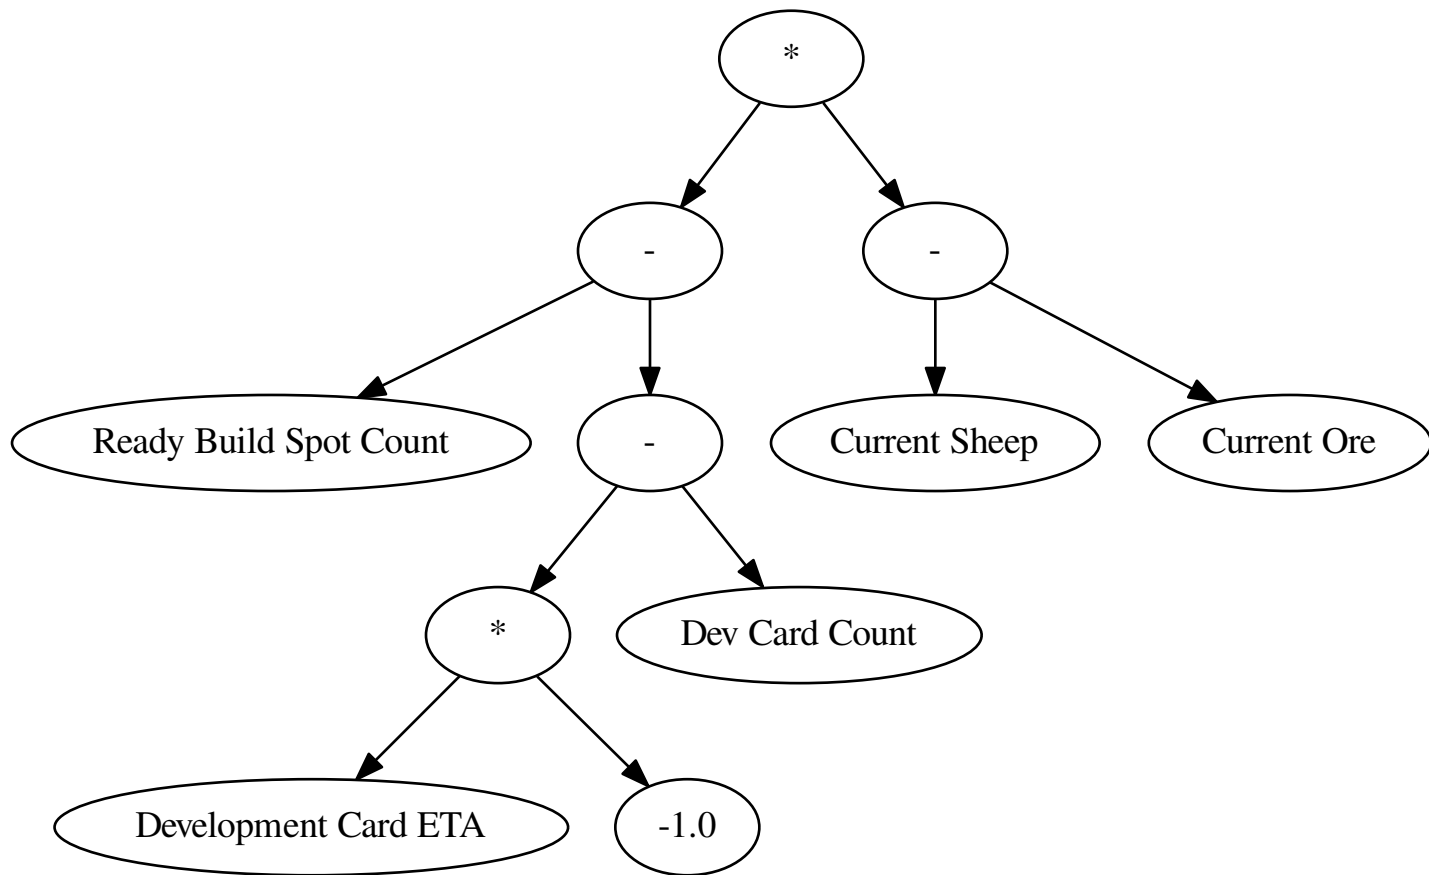 *
-
-
Ready Build Spot Count
-
Current Sheep
Current Ore
*
Dev Card Count
Development Card ETA
-1.0